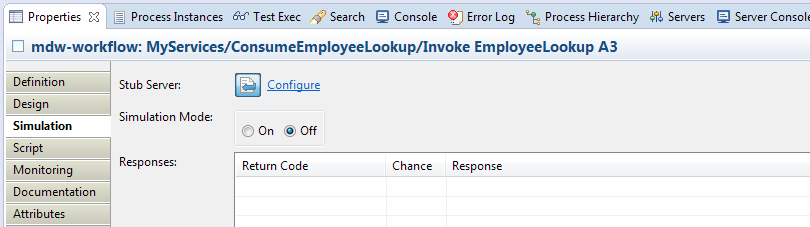 Properties Process Instances Test Exec Search Console Error Log Process Hierarchy Servers Server Console
mdw-workflow: MyServices/ConsumeEmployeeLookup/Invoke EmployeeLookup A3
Definition
Design
Simulation
Script
Monitoring
Documentation
Attributes
Stub Server: Configure
Simulation Mode:
On Off
Responses:
Return Code Chance Response